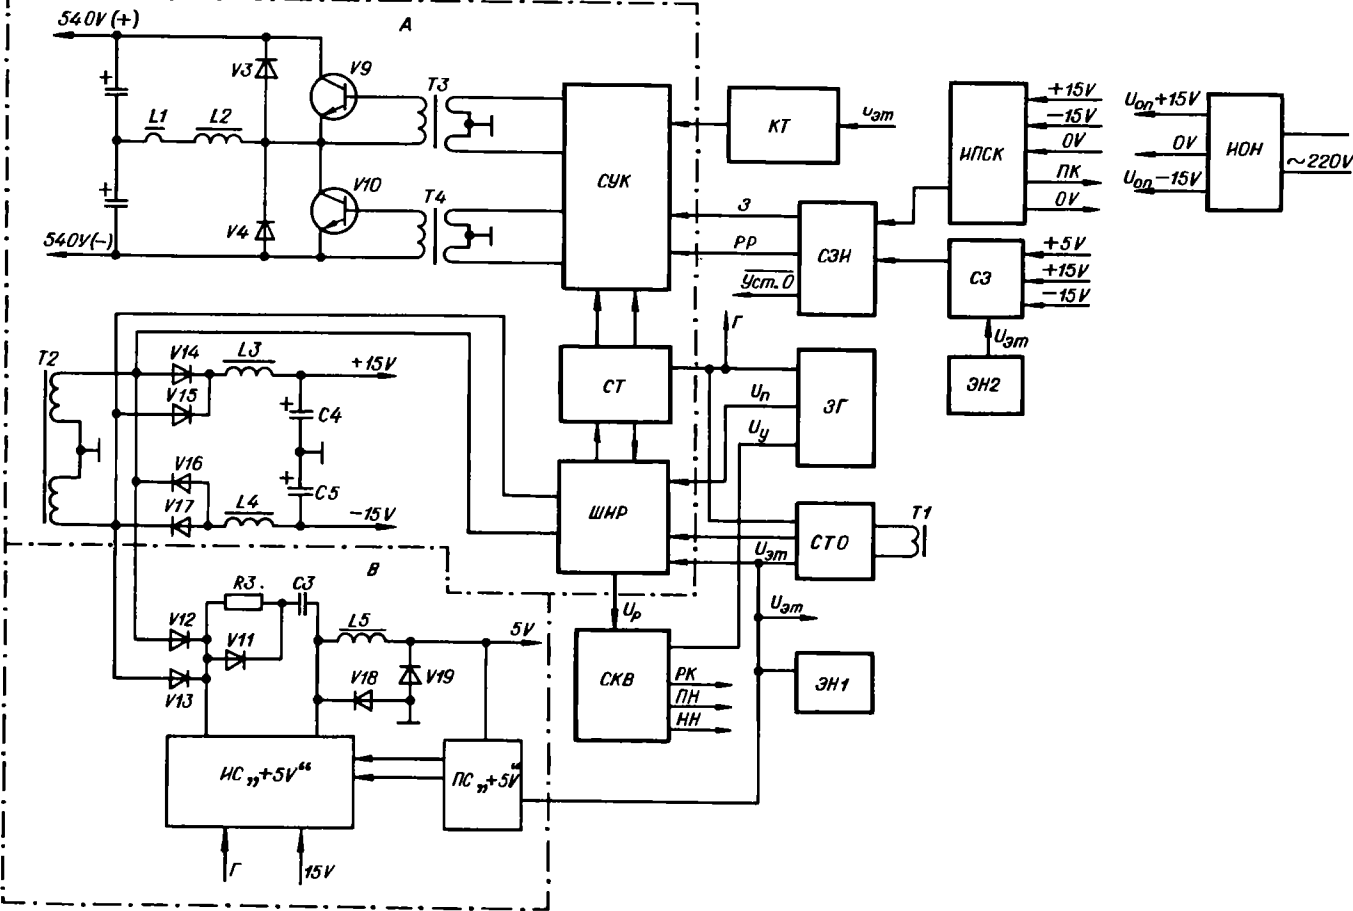 540V(+)
A
V3
V9
T3
L1
L2
+
+
V10
T4
V4
540V(-)
СУК
КТ
Uэт
ИПСК
+15V
-15V
0V
ПК
0V
Uоп+15V
0V
Uоп-15V
ИОН
~220V
З
РР
Уст.0
СЗИ
СЗ
+5V
+15V
-15V
Uэт
ЭН2
Г
T2
V14
L3
+15V
V15
+
C4
V16
+
C5
V17
L4
-15V
СТ
Uп
Uу
ЗГ
ШИР
СТО
T1
Uэт
Uэт
B
R3.
C3
V12
V11
L5
5V
V13
V18
V19
Uр
СКВ
РК
ПН
НН
ЭН1
ИС „+5V“
ПС „+5V“
Г
15V